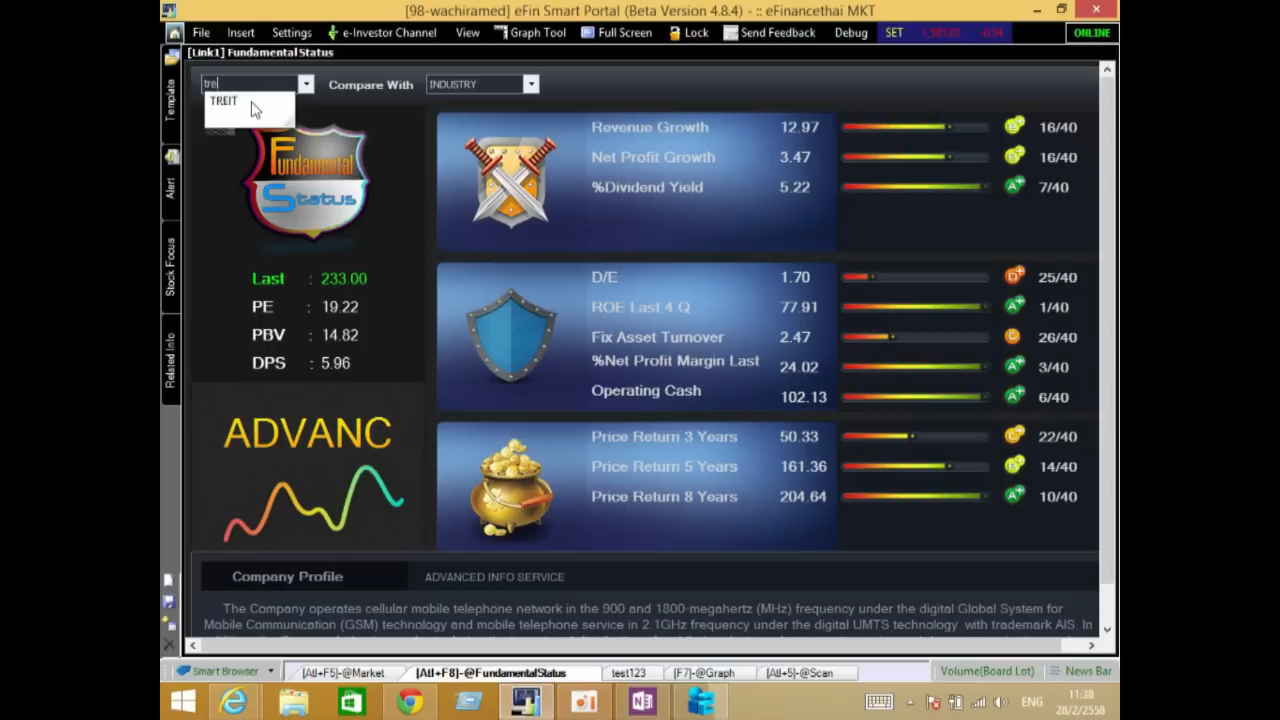 [98-wachiramed] eFin Smart Portal (Beta Version 4.8.4) - :: eFinancethai MKT
File Insert Settings e-Investor Channel View Graph Tool Full Screen Lock Send Feedback Debug SET ONLINE
[Link1] Fundamental Status
tre Compare With INDUSTRY
TREIT
Template
Alert
Stock Focus
Related Info
Fundamental
Status
Last : 233.00
PE : 19.22
PBV : 14.82
DPS : 5.96
ADVANC
Revenue Growth 12.97 B+ 16/40
Net Profit Growth 3.47 B+ 16/40
%Dividend Yield 5.22 A+ 7/40
D/E 1.70 D+ 25/40
ROE Last 4 Q 77.91 A+ 1/40
Fix Asset Turnover 2.47 C 26/40
%Net Profit Margin Last 24.02 A+ 3/40
Operating Cash 102.13 A+ 6/40
Price Return 3 Years 50.33 C+ 22/40
Price Return 5 Years 161.36 B+ 14/40
Price Return 8 Years 204.64 A+ 10/40
Company Profile ADVANCED INFO SERVICE
The Company operates cellular mobile telephone network in the 900 and 1800-megahertz (MHz) frequency under the digital Global System for
Mobile Communication (GSM) technology and mobile telephone service in 2.1GHz frequency under the digital UMTS technology with trademark AIS. In
Smart Browser [Atl+F5]-@Market [Atl+F8]-@FundamentalStatus test123 [F7]-@Graph [Atl+5]-@Scan Volume(Board Lot) News Bar
ENG
11:38
28/2/2558